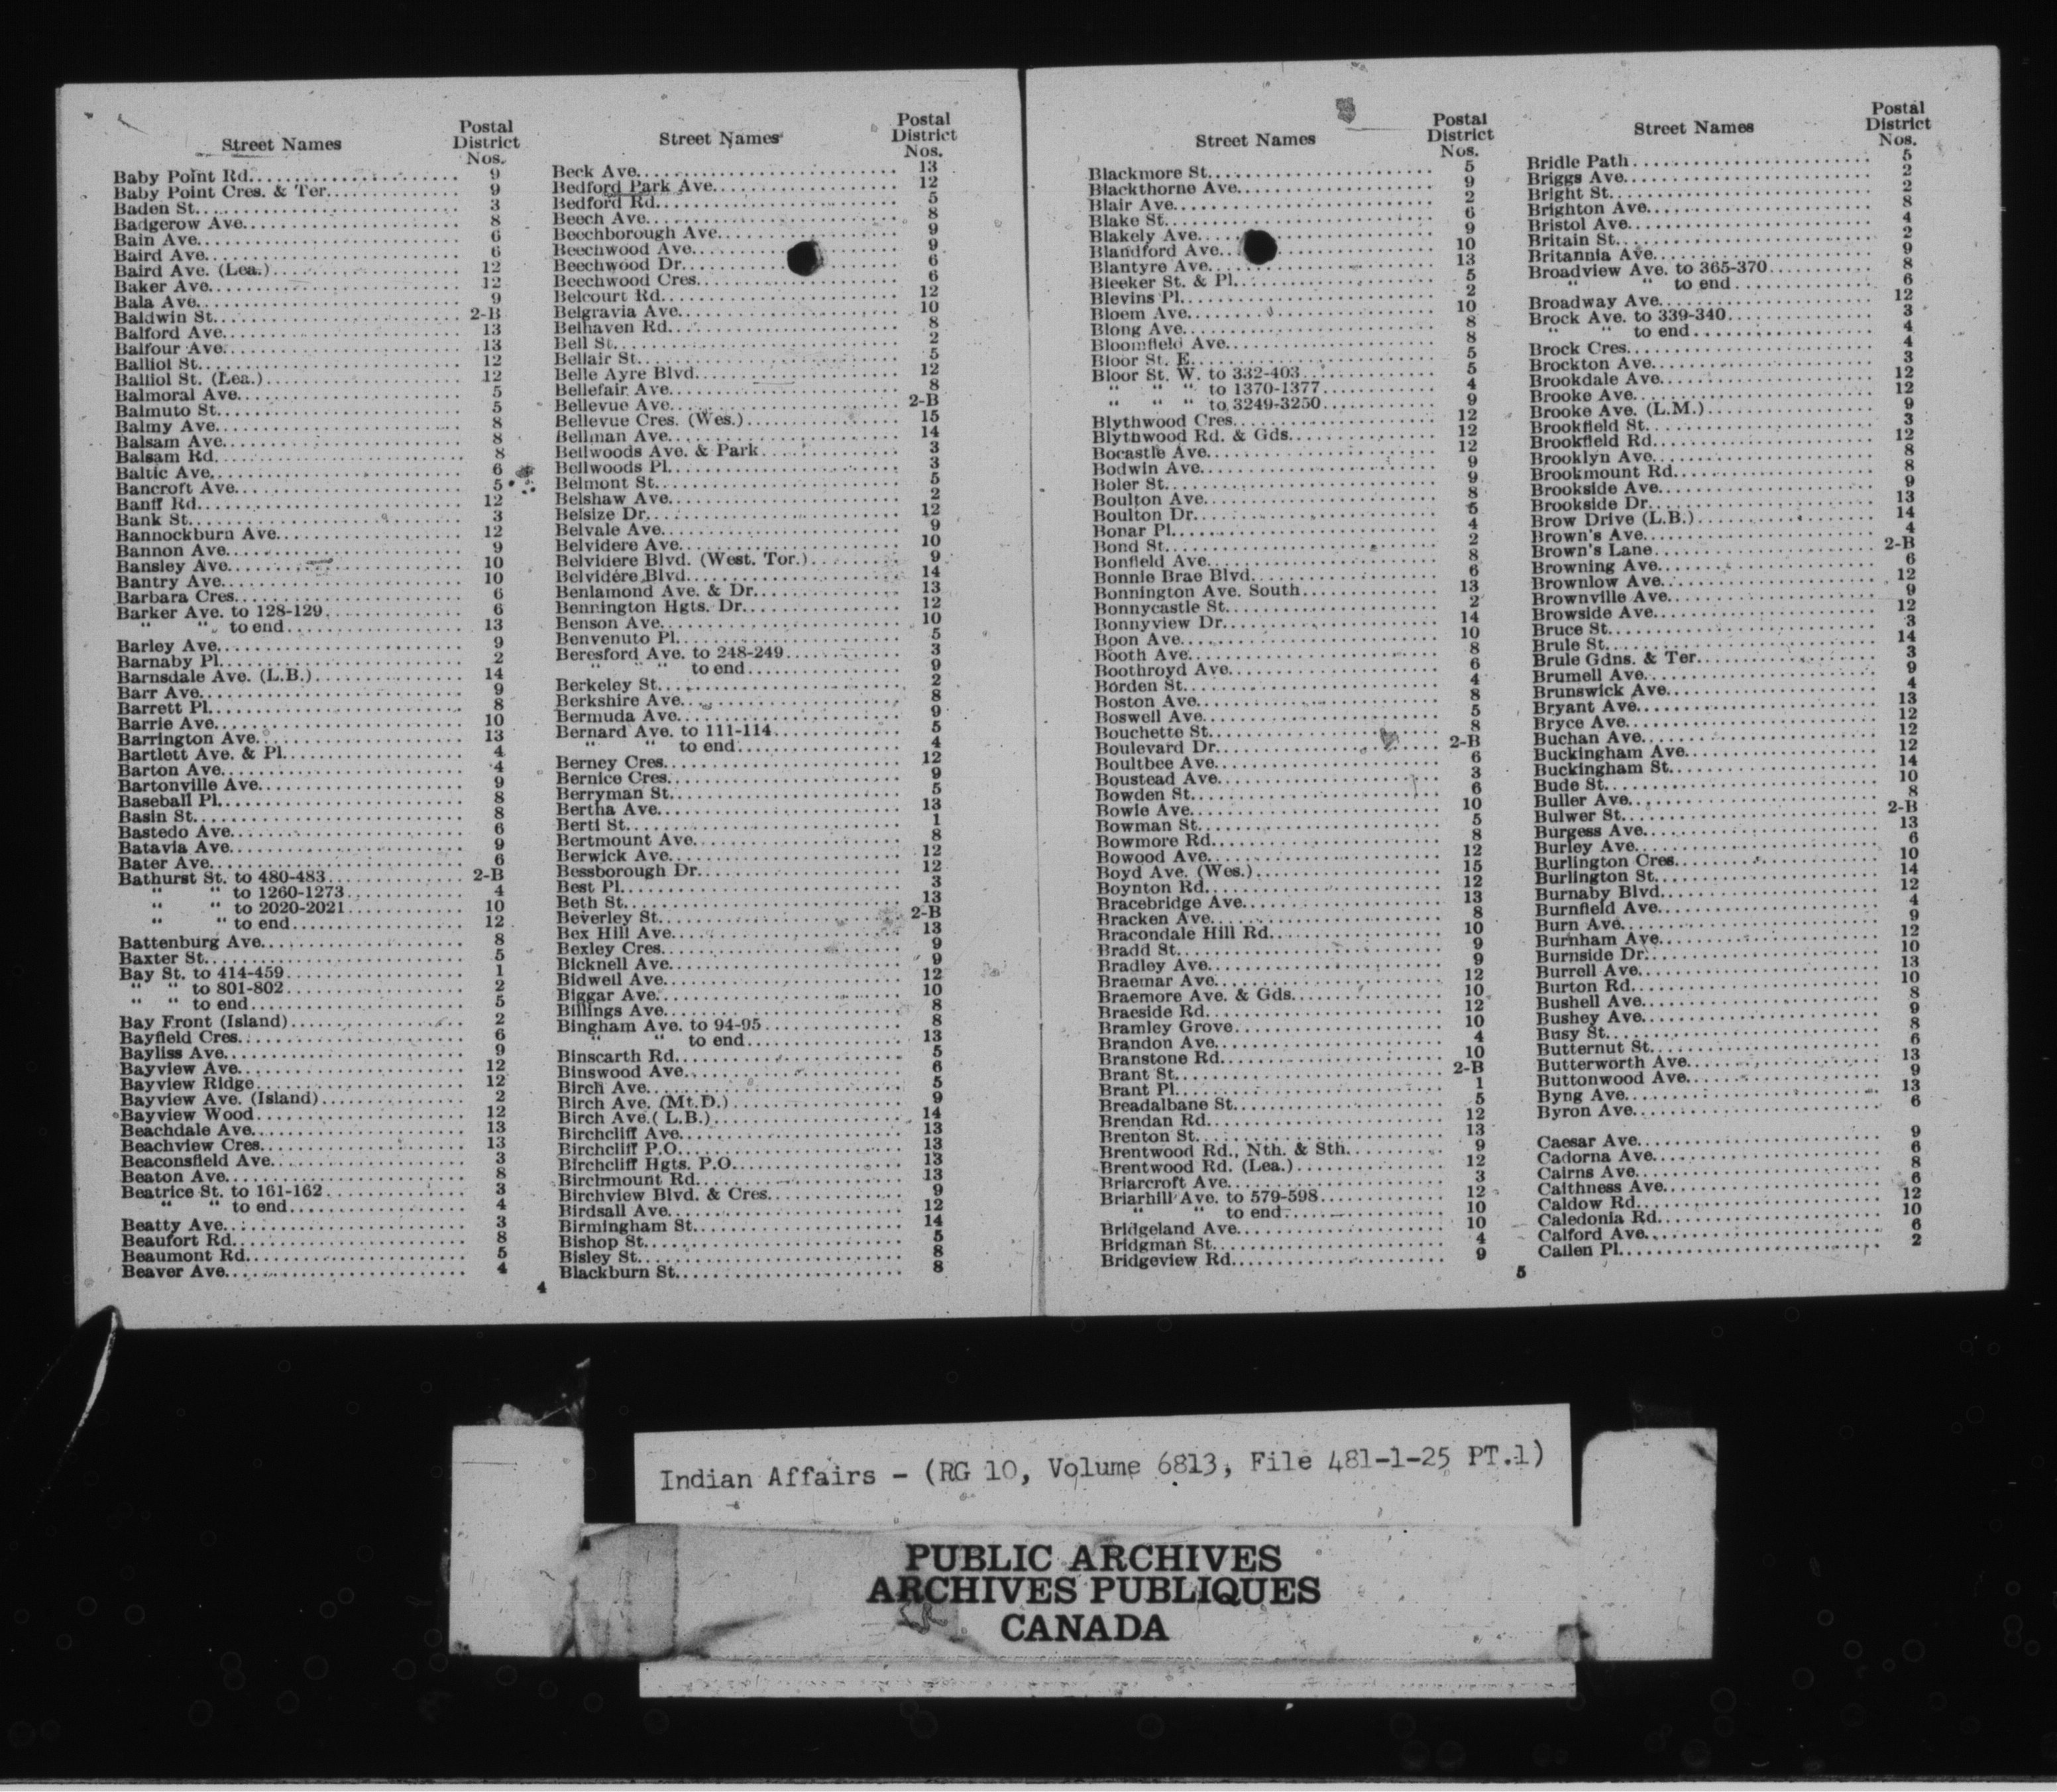 Street Names Postal District Nos.
Baby Point Rd. 9
Baby Point Cres. & Ter. 9
Baden St. 3
Badgerow Ave. 8
Bain Ave. 6
Baird Ave. 6
Baird Ave. (Lea.) 12
Baker Ave. 12
Bala Ave. 9
Baldwin St. 2-B
Balford Ave. 13
Balfour Ave. 13
Balliol St. 12
Balliol St. (Lea.) 12
Balmoral Ave. 5
Balmuto St. 5
Balmy Ave. 8
Balsam Ave. 8
Balsam Rd. 8
Baltic Ave. 6
Bancroft Ave. 5
Banff Rd. 12
Bank St. 3
Bannockburn Ave. 12
Bannon Ave. 9
Bansley Ave. 10
Bantry Ave. 10
Barbara Cres. 6
Barker Ave. to 128-129 6
" " to end 13
Barley Ave. 9
Barnaby Pl. 2
Barnsdale Ave. (L.B.) 14
Barr Ave. 9
Barrett Pl. 8
Barrie Ave. 10
Barrington Ave. 13
Bartlett Ave. & Pl. 4
Barton Ave. 4
Bartonville Ave. 9
Baseball Pl. 8
Basin St. 8
Bastedo Ave. 6
Batavia Ave. 9
Bater Ave. 6
Bathurst St. to 480-483 2-B
" " to 1260-1273 4
" " to 2020-2021 10
" " to end 12
Battenburg Ave. 8
Baxter St. 5
Bay St. to 414-459 1
" " to 801-802 2
" " to end 5
Bay Front (Island) 2
Bayfield Cres. 6
Bayliss Ave. 9
Bayview Ave. 12
Bayview Ridge 12
Bayview Ave. (Island) 2
Bayview Wood 12
Beachdale Ave. 13
Beachview Cres. 13
Beaconsfield Ave. 3
Beaton Ave. 8
Beatrice St. to 161-162 3
" " to end 4
Beatty Ave. 3
Beaufort Rd. 8
Beaumont Rd. 5
Beaver Ave. 4
Street Names Postal District Nos.
Beck Ave. 13
Bedford Park Ave. 12
Bedford Rd. 5
Beech Ave. 8
Beechborough Ave. 9
Beechwood Ave. 9
Beechwood Dr. 6
Beechwood Cres. 6
Belcourt Rd. 12
Belgravia Ave. 10
Belhaven Rd. 8
Bell St. 2
Bellair St. 5
Belle Ayre Blvd. 12
Bellefair Ave. 8
Bellevue Ave. 2-B
Bellevue Cres. (Wes.) 15
Bellman Ave. 14
Bellwoods Ave. & Park 3
Bellwoods Pl. 3
Belmont St. 5
Belshaw Ave. 2
Belsize Dr. 12
Belvale Ave. 9
Belvidere Ave. 10
Belvidere Blvd. (West. Tor.) 9
Belvidere Blvd. 14
Benlamond Ave. & Dr. 13
Bennington Hgts. Dr. 12
Benson Ave. 10
Benvenuto Pl. 5
Beresford Ave. to 248-249 3
" " " to end 9
Berkeley St. 2
Berkshire Ave. 8
Bermuda Ave. 9
Bernard Ave. to 111-114 5
" " to end 4
Berney Cres. 12
Bernice Cres. 9
Berryman St. 5
Bertha Ave. 13
Berti St. 1
Bertmount Ave. 8
Berwick Ave. 12
Bessborough Dr. 12
Best Pl. 3
Beth St. 13
Beverley St. 2-B
Bex Hill Ave. 13
Bexley Cres. 9
Bicknell Ave. 9
Bidwell Ave. 12
Biggar Ave. 10
Billings Ave. 8
Bingham Ave. to 94-95 8
" " to end 13
Binscarth Rd. 5
Binswood Ave. 6
Birch Ave. 5
Birch Ave. (Mt.D.) 9
Birch Ave.( L.B.) 14
Birchcliff Ave. 13
Birchcliff P.O. 13
Birchcliff Hgts. P.O. 13
Birchmount Rd. 13
Birchview Blvd. & Cres. 9
Birdsall Ave. 12
Birmingham St. 14
Bishop St. 5
Bisley St. 8
Blackburn St. 8
4
Street Names Postal District Nos.
Blackmore St. 5
Blackthorne Ave. 9
Blair Ave. 2
Blake St. 6
Blakely Ave. 9
Blandford Ave. 10
Blantyre Ave. 13
Bleeker St. & Pl. 5
Blevins Pl. 2
Bloem Ave. 10
Blong Ave. 8
Bloomfield Ave. 8
Bloor St. E. 5
Bloor St. W. to 332-403 5
" " " to 1370-1377 4
" " " to 3249-3250 9
Blythwood Cres. 12
Blythwood Rd. & Gds. 12
Bocastle Ave. 12
Bodwin Ave. 9
Boler St. 9
Boulton Ave. 8
Boulton Dr. 5
Bonar Pl. 4
Bond St. 2
Bonfield Ave. 8
Bonnie Brae Blvd. 6
Bonnington Ave. South 13
Bonnycastle St. 2
Bonnyview Dr. 14
Boon Ave. 10
Booth Ave. 8
Boothroyd Ave. 6
Borden St. 4
Boston Ave. 8
Boswell Ave. 5
Bouchette St. 8
Boulevard Dr. 2-B
Boultbee Ave. 6
Boustead Ave. 3
Bowden St. 6
Bowie Ave. 10
Bowman St. 5
Bowmore Rd. 8
Bowood Ave. 12
Boyd Ave. (Wes.) 15
Boynton Rd. 12
Bracebridge Ave. 13
Bracken Ave. 8
Bracondale Hill Rd. 10
Bradd St. 9
Bradley Ave. 9
Braemar Ave. 12
Braemore Ave. & Gds. 10
Braeside Rd. 12
Bramley Grove 10
Brandon Ave. 4
Branstone Rd. 10
Brant St. 2-B
Brant Pl. 1
Breadalbane St. 5
Brendan Rd. 12
Brenton St. 13
Brentwood Rd., Nth. & Sth. 9
Brentwood Rd. (Lea.) 12
Briarcroft Ave. 3
Briarhill Ave. to 579-598 12
" " to end 10
Bridgeland Ave. 10
Bridgman St. 4
Bridgeview Rd. 9
Street Names Postal District Nos.
Bridle Path 5
Briggs Ave. 2
Bright St. 2
Brighton Ave. 8
Bristol Ave. 4
Britain St. 2
Britannia Ave. 9
Broadview Ave. to 365-370 8
" " to end 6
Broadway Ave. 12
Brock Ave. to 339-340 3
" " to end 4
Brock Cres. 4
Brockton Ave. 3
Brookdale Ave. 12
Brooke Ave. 12
Brooke Ave. (L.M.) 9
Brookfield St. 3
Brookfield Rd. 12
Brooklyn Ave. 8
Brookmount Rd. 8
Brookside Ave. 9
Brookside Dr. 13
Brow Drive (L.B.) 14
Brown's Ave. 4
Brown's Lane 2-B
Browning Ave. 6
Brownlow Ave. 12
Brownville Ave. 9
Browside Ave. 12
Bruce St. 3
Brule St. 14
Brule Gdns. & Ter. 3
Brumell Ave. 9
Brunswick Ave. 4
Bryant Ave. 13
Bryce Ave. 12
Buchan Ave. 12
Buckingham Ave. 12
Buckingham St. 14
Bude St. 10
Buller Ave. 8
Bulwer St. 2-B
Burgess Ave. 13
Burley Ave. 6
Burlington Cres. 10
Burlington St. 14
Burnaby Blvd. 12
Burnfield Ave. 4
Burn Ave. 9
Burnham Ave. 12
Burnside Dr. 10
Burrell Ave. 13
Burton Rd. 10
Bushell Ave. 8
Bushey Ave. 9
Busy St. 8
Butternut St. 6
Butterworth Ave. 13
Buttonwood Ave. 9
Byng Ave. 13
Byron Ave. 6
Caesar Ave. 9
Cadorna Ave. 6
Cairns Ave. 8
Caithness Ave. 6
Caldow Rd. 12
Caledonia Rd. 10
Calford Ave. 6
Callen Pl. 2
5
Indian Affairs - (RG 10, Volume 6813, File 481-1-25 PT.1)
PUBLIC ARCHIVES
ARCHIVES PUBLIQUES
CANADA